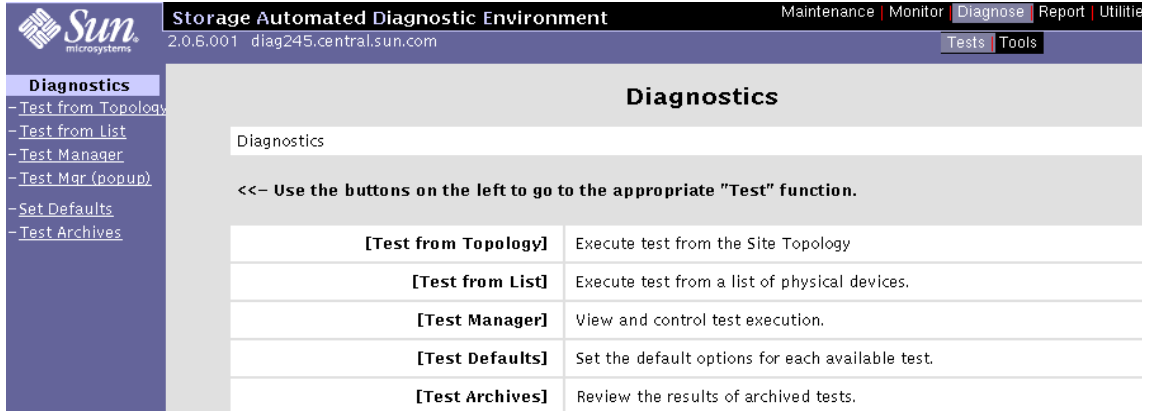 Sun
microsystems
Storage Automated Diagnostic Environment
Maintenance | Monitor | Diagnose | Report | Utilitie
2.0.6.001 diag245.central.sun.com
Tests | Tools
Diagnostics
–Test from Topology
–Test from List
–Test Manager
–Test Mgr (popup)
–Set Defaults
–Test Archives
Diagnostics
Diagnostics
<<– Use the buttons on the left to go to the appropriate "Test" function.
[Test from Topology] Execute test from the Site Topology
[Test from List] Execute test from a list of physical devices.
[Test Manager] View and control test execution.
[Test Defaults] Set the default options for each available test.
[Test Archives] Review the results of archived tests.